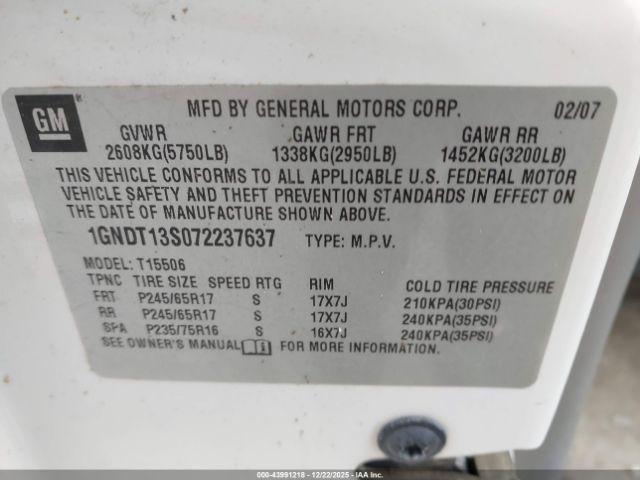 GM
MFD BY GENERAL MOTORS CORP. 02/07
GVWR GAWR FRT GAWR RR
2608KG(5750LB) 1338KG(2950LB) 1452KG(3200LB)
THIS VEHICLE CONFORMS TO ALL APPLICABLE U.S. FEDERAL MOTOR
VEHICLE SAFETY AND THEFT PREVENTION STANDARDS IN EFFECT ON
THE DATE OF MANUFACTURE SHOWN ABOVE.
1GNDT13S072237637 TYPE: M.P.V.
MODEL: T15506
TPNC TIRE SIZE SPEED RTG RIM COLD TIRE PRESSURE
FRT P245/65R17 S 17X7J 210KPA(30PSI)
RR P245/65R17 S 17X7J 240KPA(35PSI)
SPA P235/75R16 S 16X7J 240KPA(35PSI)
SEE OWNER'S MANUAL FOR MORE INFORMATION.
000-43991218 - 12/22/2025 - IAAI, Inc. Copyright